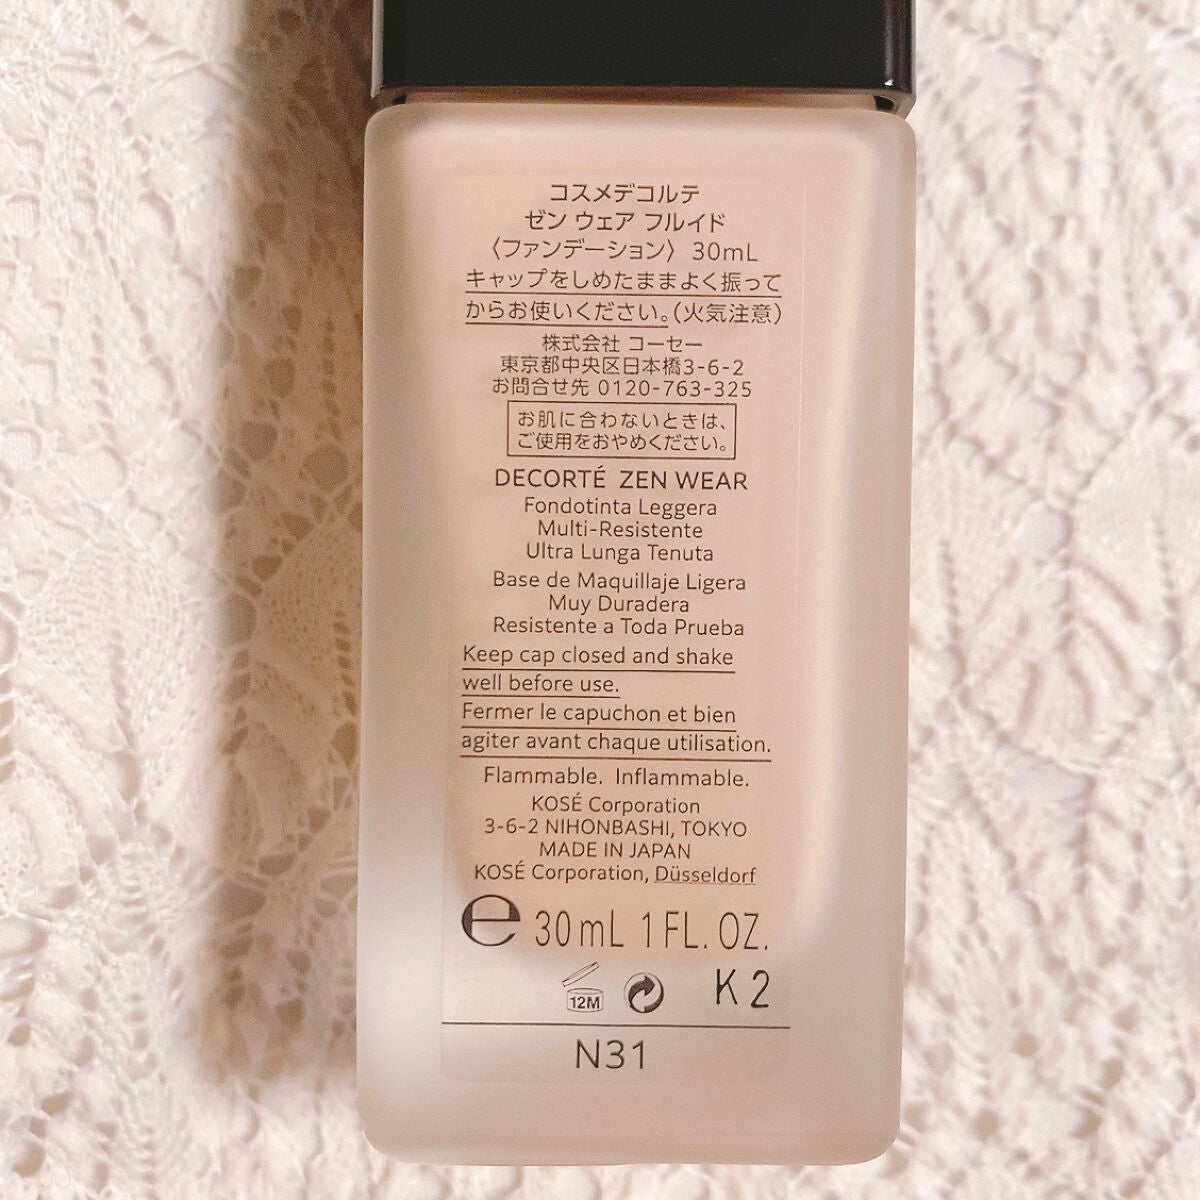 コスメデコルテ
ゼン ウェア フルイド
〈ファンデーション〉 30mL
キャップをしめたままよく振って
からお使いください。(火気注意)
株式会社 コーセー
東京都中央区日本橋3-6-2
お問合せ先 0120-763-325
お肌に合わないときは、
ご使用をおやめください。
DECORTÉ ZEN WEAR
Fondotinta Leggera
Multi-Resistente
Ultra Lunga Tenuta
Base de Maquillaje Ligera
Muy Duradera
Resistente a Toda Prueba
Keep cap closed and shake
well before use.
Fermer le capuchon et bien
agiter avant chaque utilisation.
Flammable. Inflammable.
KOSÉ Corporation
3-6-2 NIHONBASHI, TOKYO
MADE IN JAPAN
KOSÉ Corporation, Düsseldorf
℮ 30mL 1 FL. OZ.
12M K2
N31